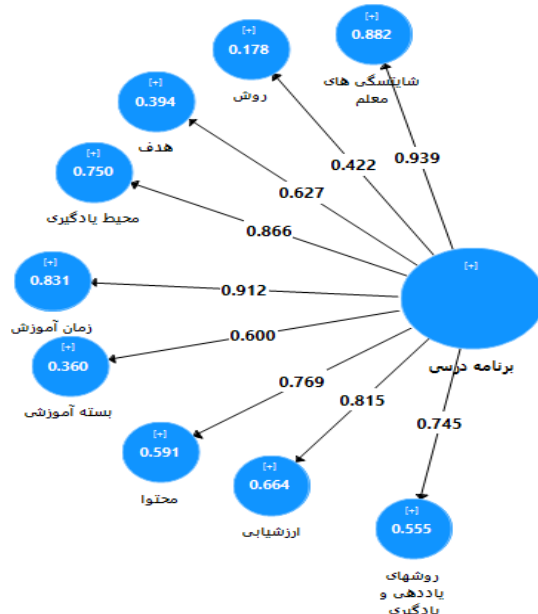 [+]
0.882
شایستگی های
معلم
[+]
0.178
روش
[+]
0.394
هدف
[+]
0.750
محیط یادگیری
[+]
0.831
زمان آموزش
[+]
0.360
بسته آموزشی
[+]
0.591
محتوا
[+]
0.664
ارزشیابی
[+]
0.555
روشهای
یاددهی و
یادگیری
0.939
0.422
0.627
0.866
0.912
0.600
0.769
0.815
0.745
[+]
برنامه درسی